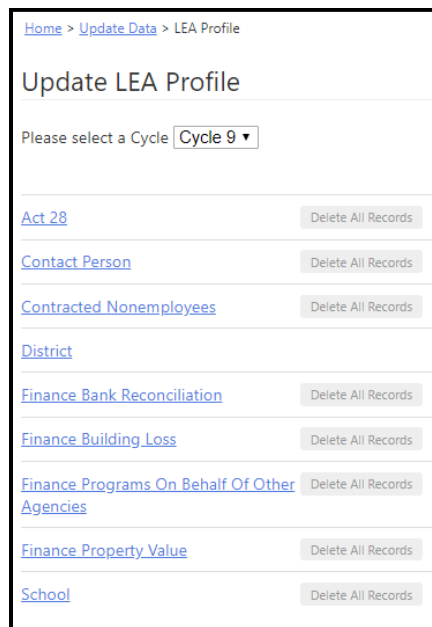 Home > Update Data > LEA Profile
Update LEA Profile
Please select a Cycle Cycle 9 ▼
Act 28 Delete All Records
Contact Person Delete All Records
Contracted Nonemployees Delete All Records
District
Finance Bank Reconciliation Delete All Records
Finance Building Loss Delete All Records
Finance Programs On Behalf Of Other Delete All Records
Agencies
Finance Property Value Delete All Records
School Delete All Records